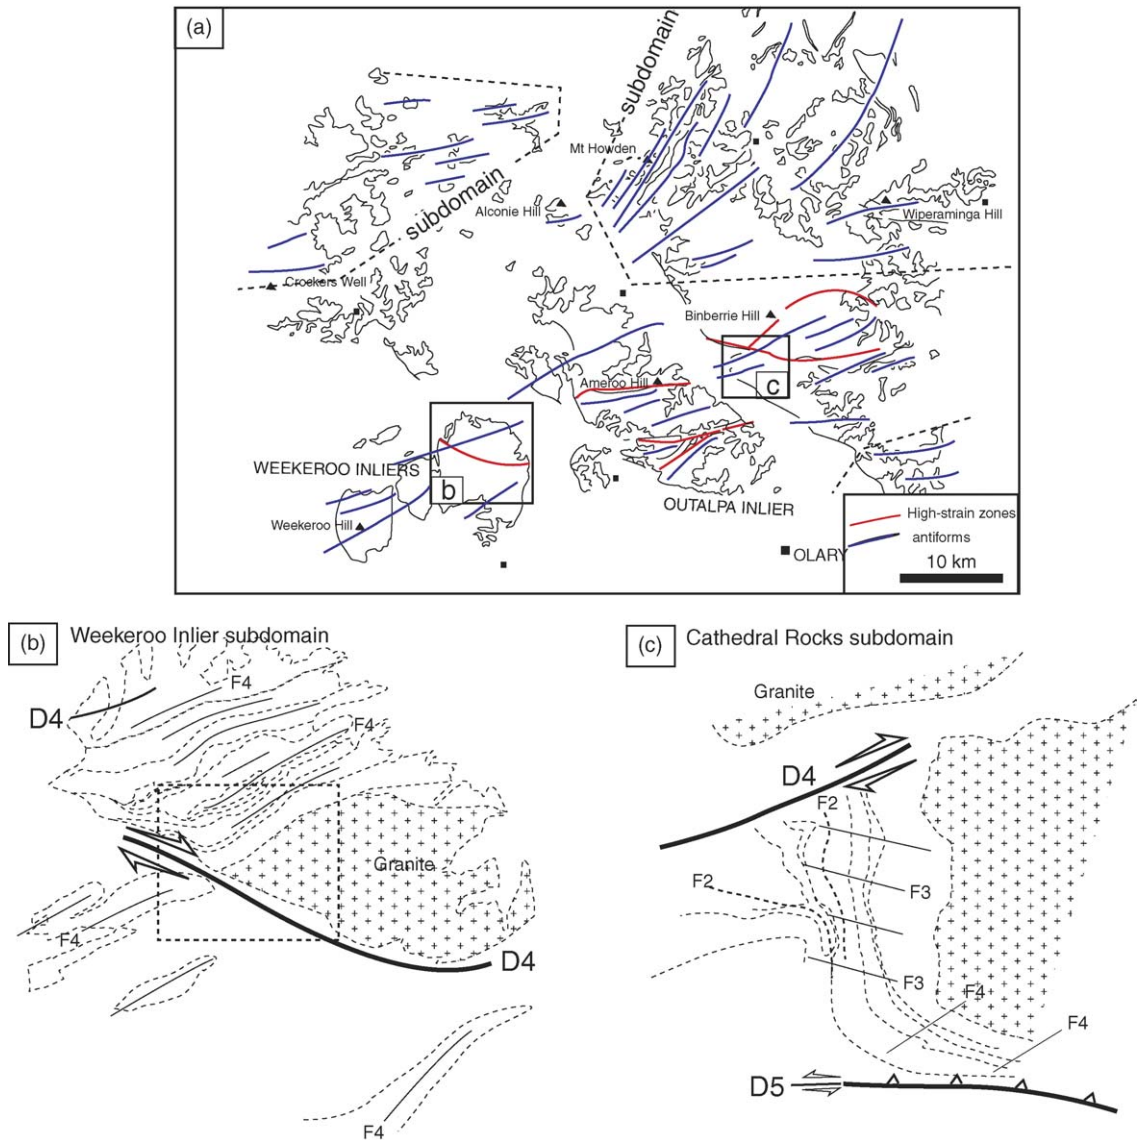 (a)
subdomain
Mt Howden
Alconie Hill
subdomain
Wiperaminga Hill
Crockers Well
Binberrie Hill
Ameroo Hill
c
WEEKEROO INLIERS
b
OUTALPA INLIER
Weekeroo Hill
OLARY
High-strain zones
antiforms
10 km
(b) Weekeroo Inlier subdomain
F4
D4
F4
Granite
F4
D4
F4
(c) Cathedral Rocks subdomain
Granite
D4
F2
F2
F3
F3
F4
F4
D5